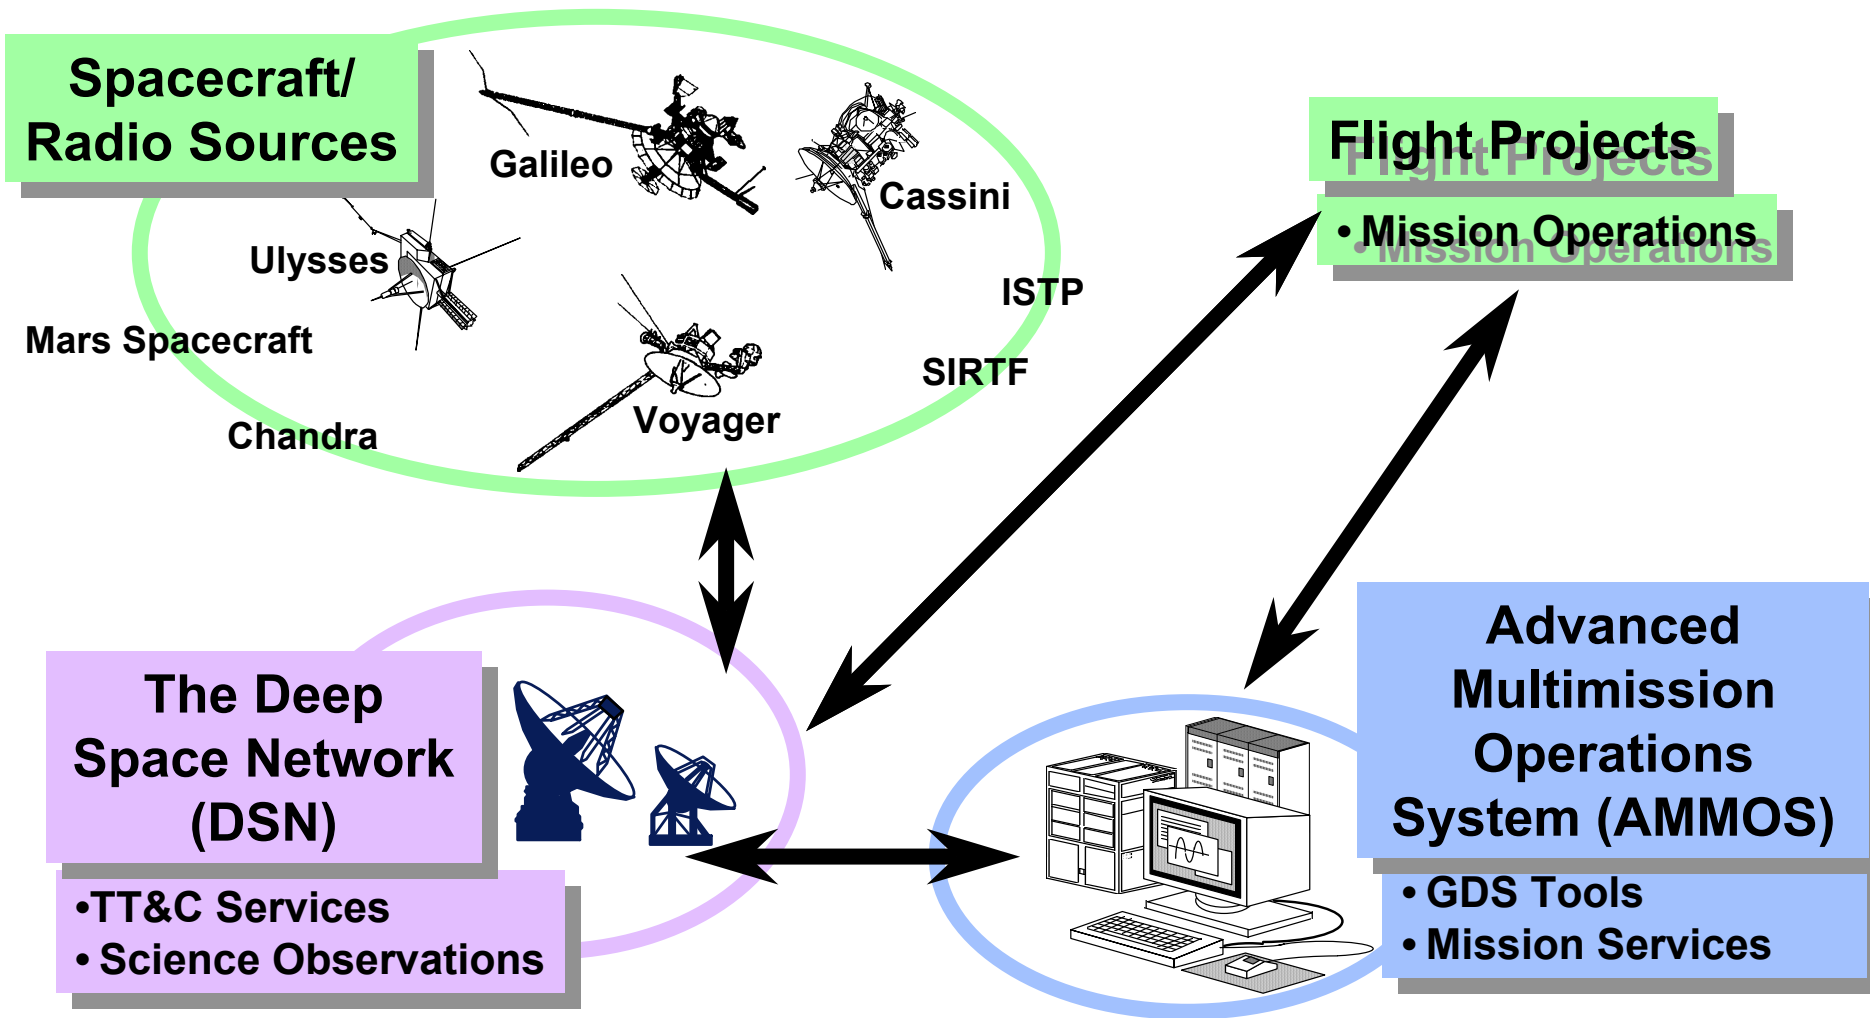 Spacecraft/
Radio Sources
Galileo
Cassini
Ulysses
ISTP
Mars Spacecraft
SIRTF
Voyager
Chandra
Flight Projects
• Mission Operations
The Deep
Space Network
(DSN)
•TT&C Services
• Science Observations
Advanced
Multimission
Operations
System (AMMOS)
• GDS Tools
• Mission Services